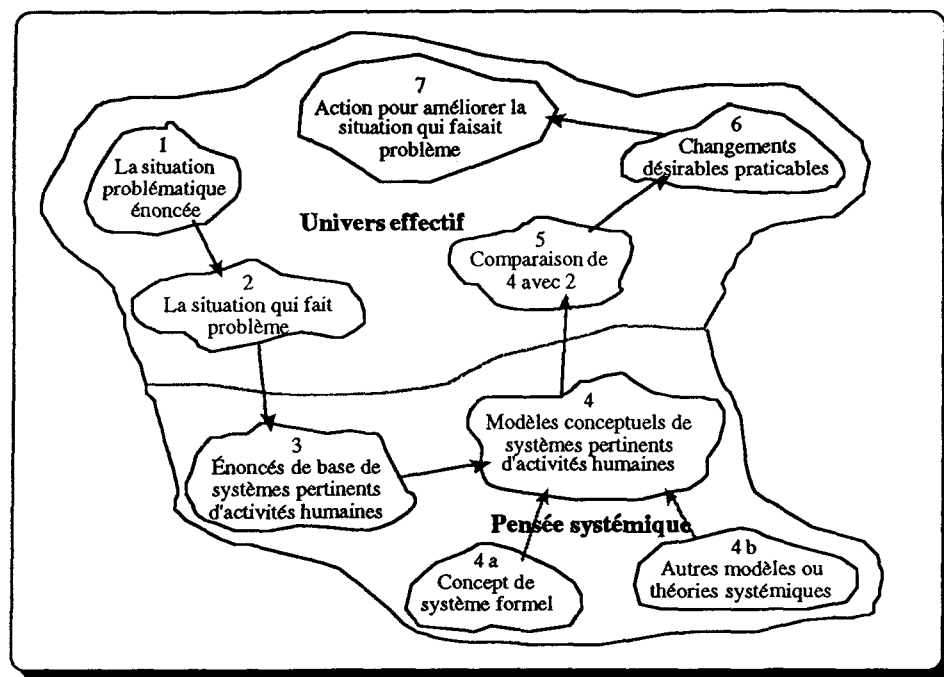 7
Action pour améliorer la
situation qui faisait
problème
6
Changements
désirables praticables
1
La situation
problématique
énoncée
Univers effectif
5
Comparaison de
4 avec 2
2
La situation qui fait
problème
3
Énoncés de base de
systèmes pertinents
d'activités humaines
4
Modèles conceptuels de
systèmes pertinents
d'activités humaines
Pensée systémique
4 a
Concept de
système formel
4 b
Autres modèles ou
théories systémiques